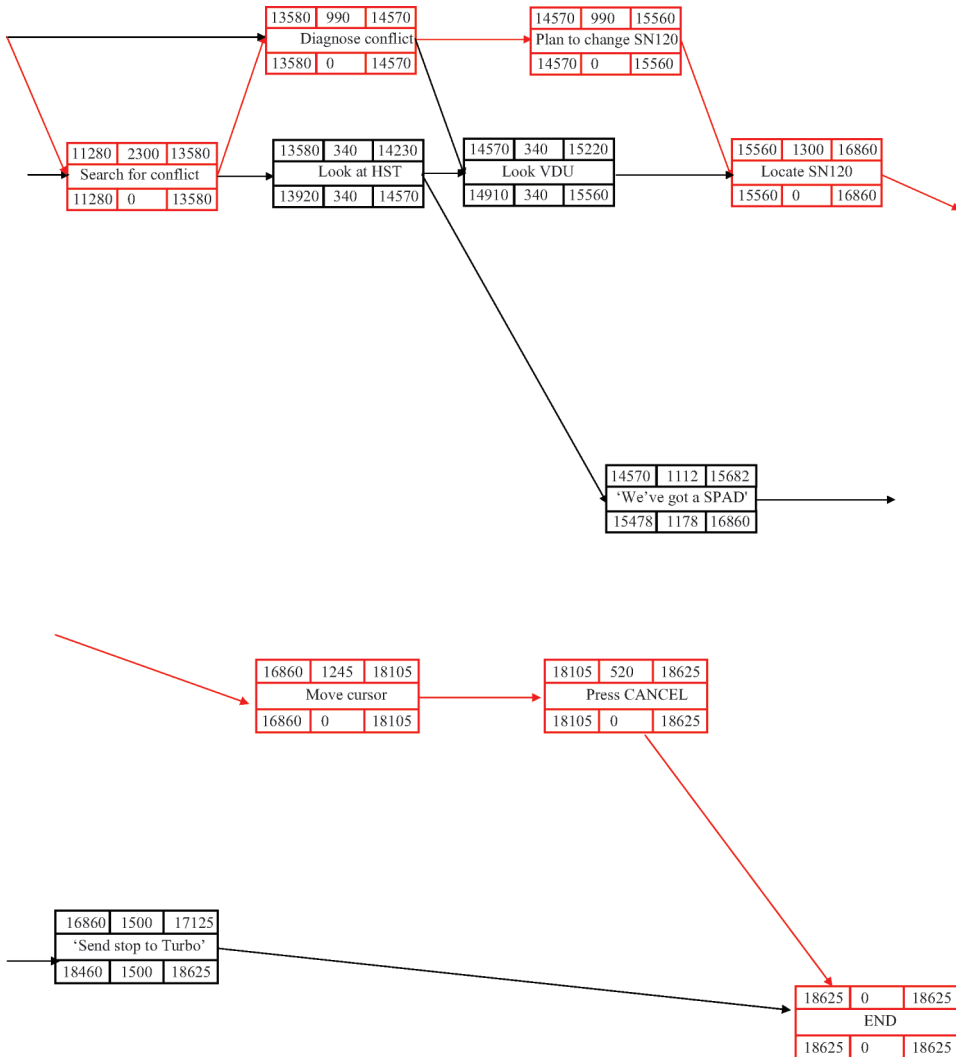 13580 990 14570
Diagnose conflict
13580 0 14570
14570 990 15560
Plan to change SN120
14570 0 15560
11280 2300 13580
Search for conflict
11280 0 13580
13580 340 14230
Look at HST
13920 340 14570
14570 340 15220
Look VDU
14910 340 15560
15560 1300 16860
Locate SN120
15560 0 16860
14570 1112 15682
‘We’ve got a SPAD'
15478 1178 16860
16860 1245 18105
Move cursor
16860 0 18105
18105 520 18625
Press CANCEL
18105 0 18625
16860 1500 17125
‘Send stop to Turbo’
18460 1500 18625
18625 0 18625
END
18625 0 18625